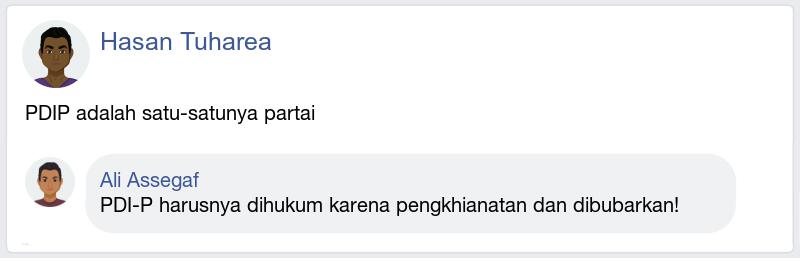 Hasan Tuharea
PDIP adalah satu-satunya partai
Ali Assegaf
PDI-P harusnya dihukum karena pengkhianatan dan dibubarkan!